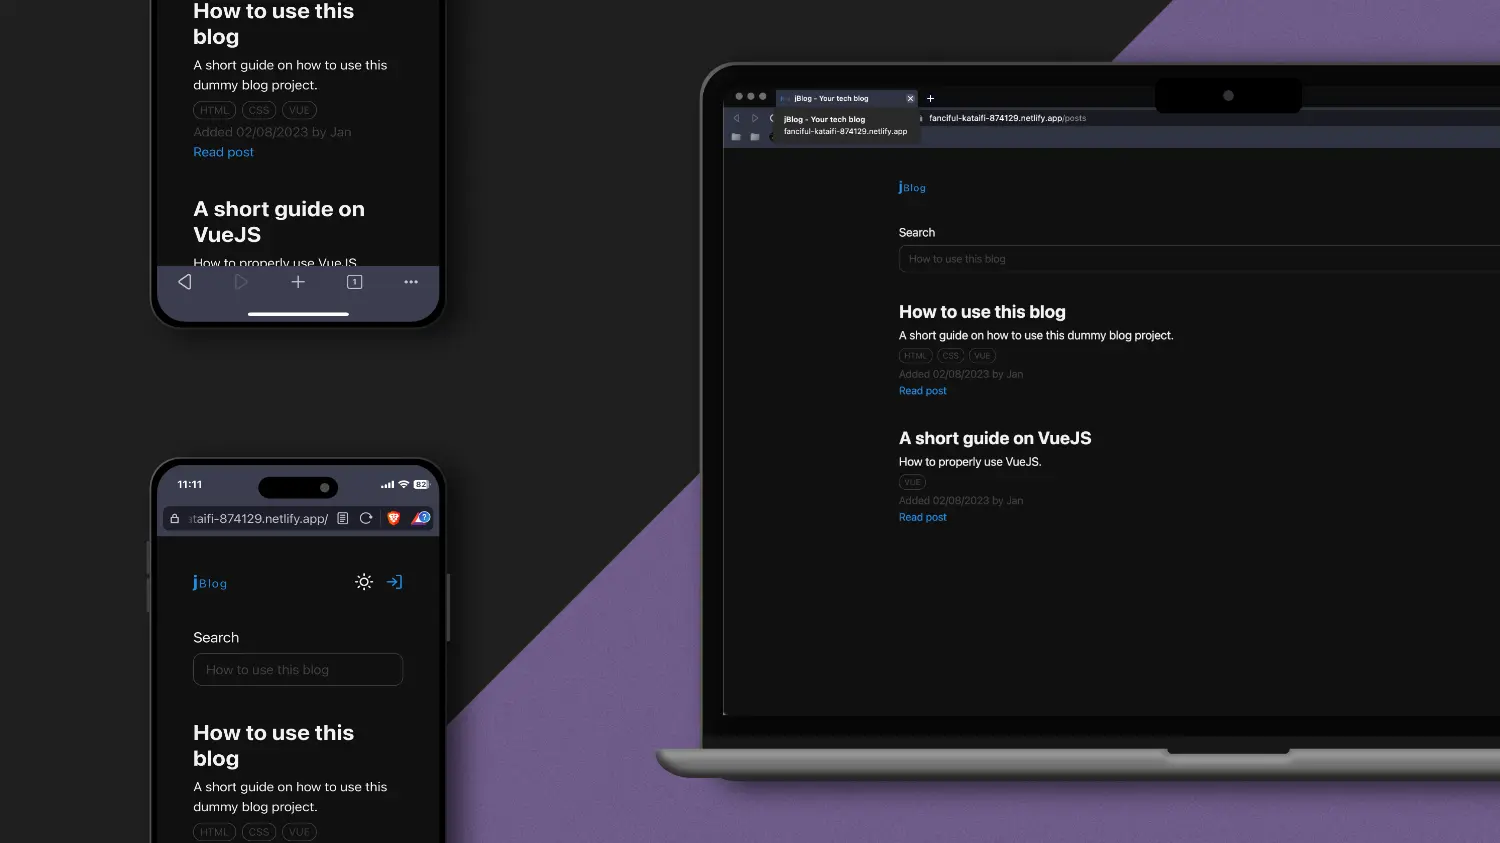 How to use this
blog
A short guide on how to use this
dummy blog project.
HTML CSS VUE
Added 02/08/2023 by Jan
Read post
A short guide on
VueJS
How to properly use VueJS.
1
11:11
82
taifi-874129.netlify.app/
?
jBlog
Search
How to use this blog
How to use this
blog
A short guide on how to use this
dummy blog project.
HTML CSS VUE
jBlog - Your tech blog
jBlog - Your tech blog
fanciful-kataifi-874129.netlify.app
fanciful-kataifi-874129.netlify.app/posts
jBlog
Search
How to use this blog
How to use this blog
A short guide on how to use this dummy blog project.
HTML CSS VUE
Added 02/08/2023 by Jan
Read post
A short guide on VueJS
How to properly use VueJS.
VUE
Added 02/08/2023 by Jan
Read post